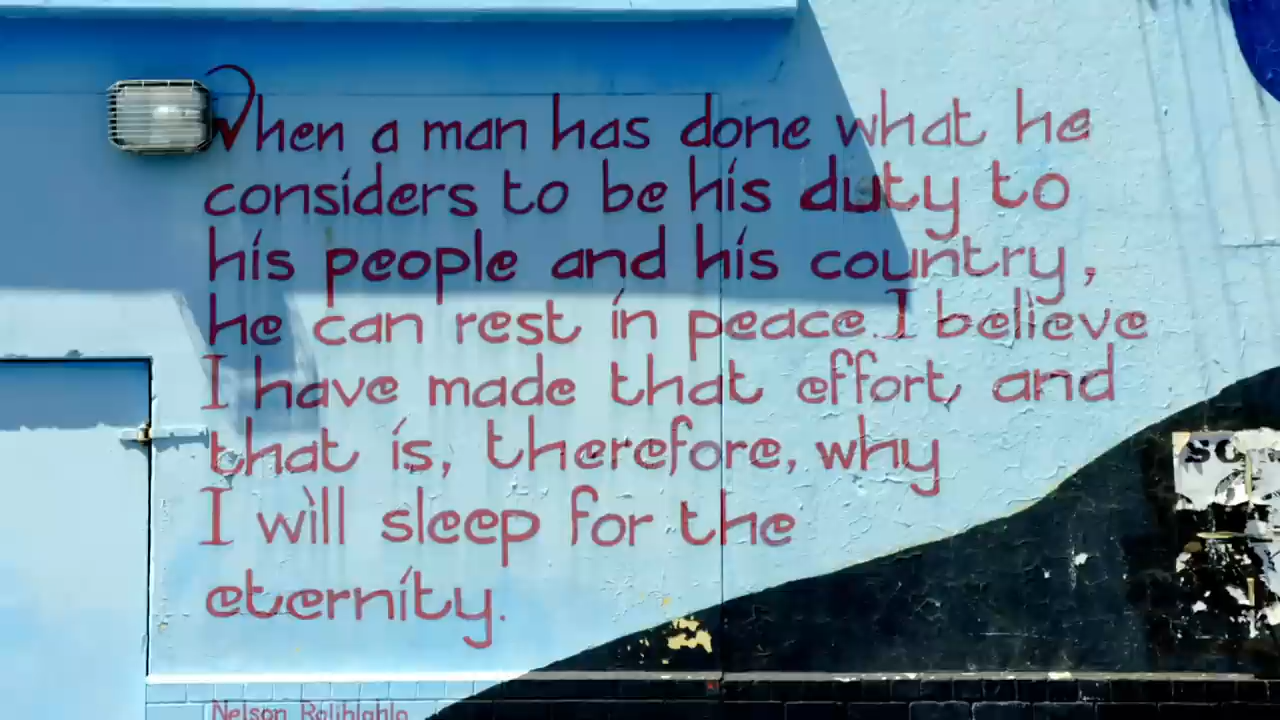 When a man has done what he
considers to be his duty to
his people and his country,
he can rest in peace. I believe
I have made that effort, and
that is, therefore, why
I will sleep for the
eternity.
Nelson Rolihlahla
SO